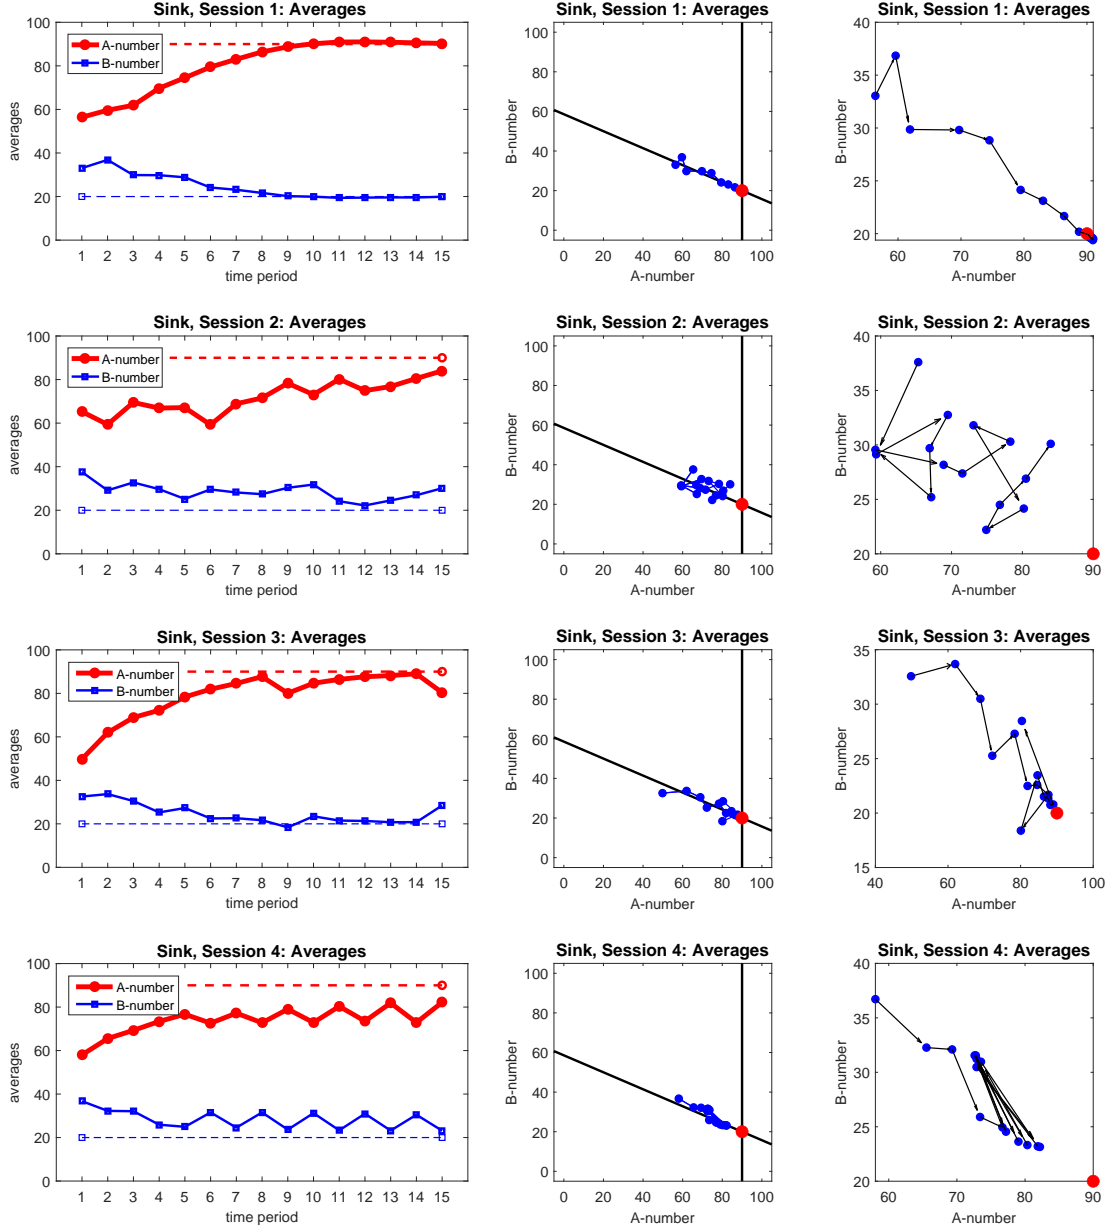 Sink, Session 1: Averages
100
80
60
40
20
0
averages
A-number
B-number
1 2 3 4 5 6 7 8 9 10 11 12 13 14 15
time period
Sink, Session 1: Averages
100
80
60
40
20
0
B-number
0 20 40 60 80 100
A-number
Sink, Session 1: Averages
40
35
30
25
20
B-number
60 70 80 90
A-number
Sink, Session 2: Averages
100
80
60
40
20
0
averages
A-number
B-number
1 2 3 4 5 6 7 8 9 10 11 12 13 14 15
time period
Sink, Session 2: Averages
100
80
60
40
20
0
B-number
0 20 40 60 80 100
A-number
Sink, Session 2: Averages
40
35
30
25
20
B-number
60 70 80 90
A-number
Sink, Session 3: Averages
100
80
60
40
20
0
averages
A-number
B-number
1 2 3 4 5 6 7 8 9 10 11 12 13 14 15
time period
Sink, Session 3: Averages
100
80
60
40
20
0
B-number
0 20 40 60 80 100
A-number
Sink, Session 3: Averages
35
30
25
20
15
B-number
40 60 80 100
A-number
Sink, Session 4: Averages
100
80
60
40
20
0
averages
A-number
B-number
1 2 3 4 5 6 7 8 9 10 11 12 13 14 15
time period
Sink, Session 4: Averages
100
80
60
40
20
0
B-number
0 20 40 60 80 100
A-number
Sink, Session 4: Averages
40
35
30
25
20
B-number
60 70 80 90
A-number